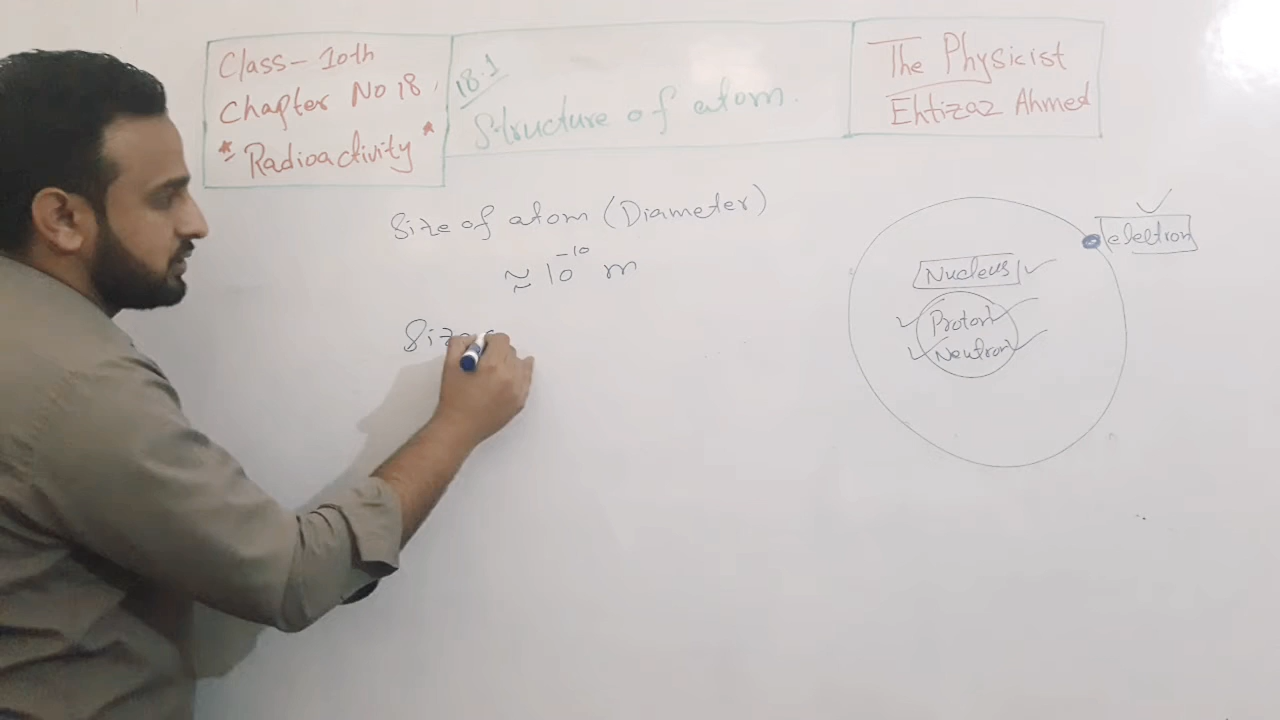 Class- 10th
Chapter No 18.
* Radioactivity *
18.1
Structure of atom.
The Physicist
Ehtizaz Ahmed
Size of atom (Diameter)
≈ 10⁻¹⁰ m
Size
electron
Nucleus
Proton
Neutron